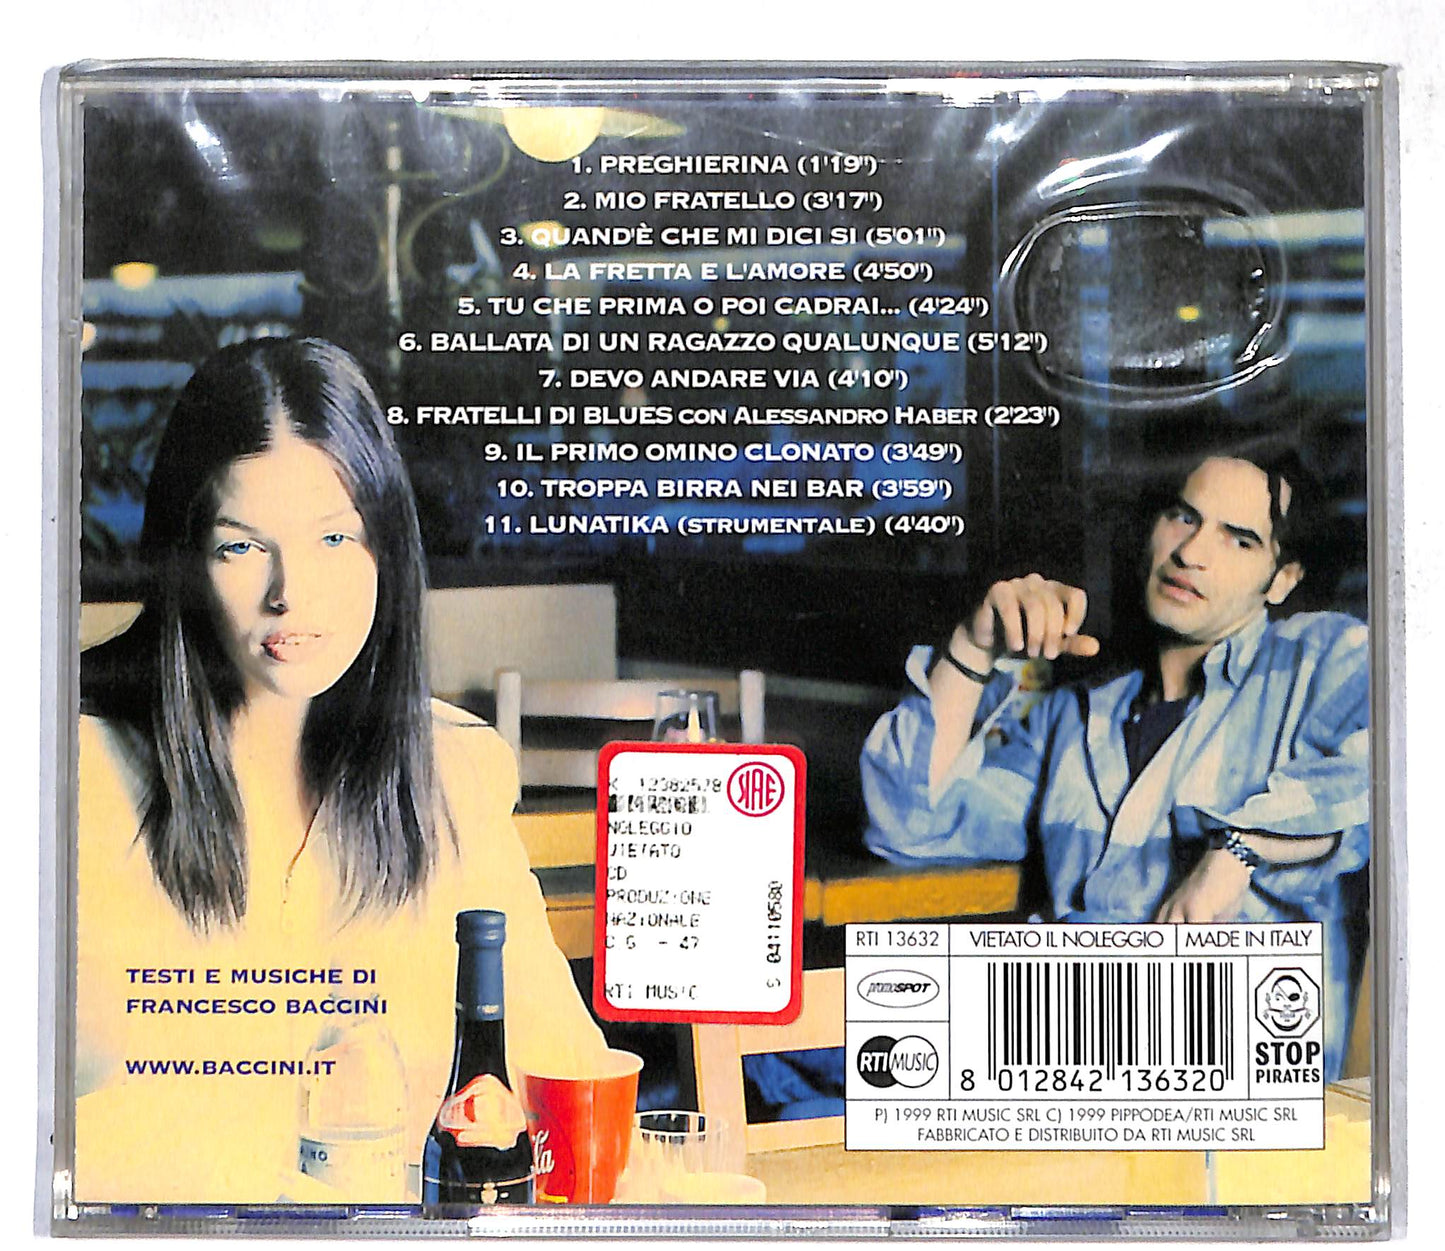 1. PREGHIERINA (1'19")
2. MIO FRATELLO (3'17")
3. QUAND'È CHE MI DICI SI (5'01")
4. LA FRETTA E L'AMORE (4'50")
5. TU CHE PRIMA O POI CADRAI... (4'24")
6. BALLATA DI UN RAGAZZO QUALUNQUE (5'12")
7. DEVO ANDARE VIA (4'10")
8. FRATELLI DI BLUES CON ALESSANDRO HABER (2'23")
9. IL PRIMO OMINO CLONATO (3'49")
10. TROPPA BIRRA NEI BAR (3'59")
11. LUNATIKA (STRUMENTALE) (4'40")
SIAE
NOLEGGIO
VIETATO
CD
PRODUZIONE
NAZIONALE
C.G - 47
RTI MUSIC
S 04110580
TESTI E MUSICHE DI
FRANCESCO BACCINI
WWW.BACCINI.IT
RTI 13632 VIETATO IL NOLEGGIO MADE IN ITALY
promoSPOT
RTI MUSIC
8 012842 136320
STOP
PIRATES
P) 1999 RTI MUSIC SRL C) 1999 PIPPODEA/RTI MUSIC SRL
FABBRICATO E DISTRIBUITO DA RTI MUSIC SRL